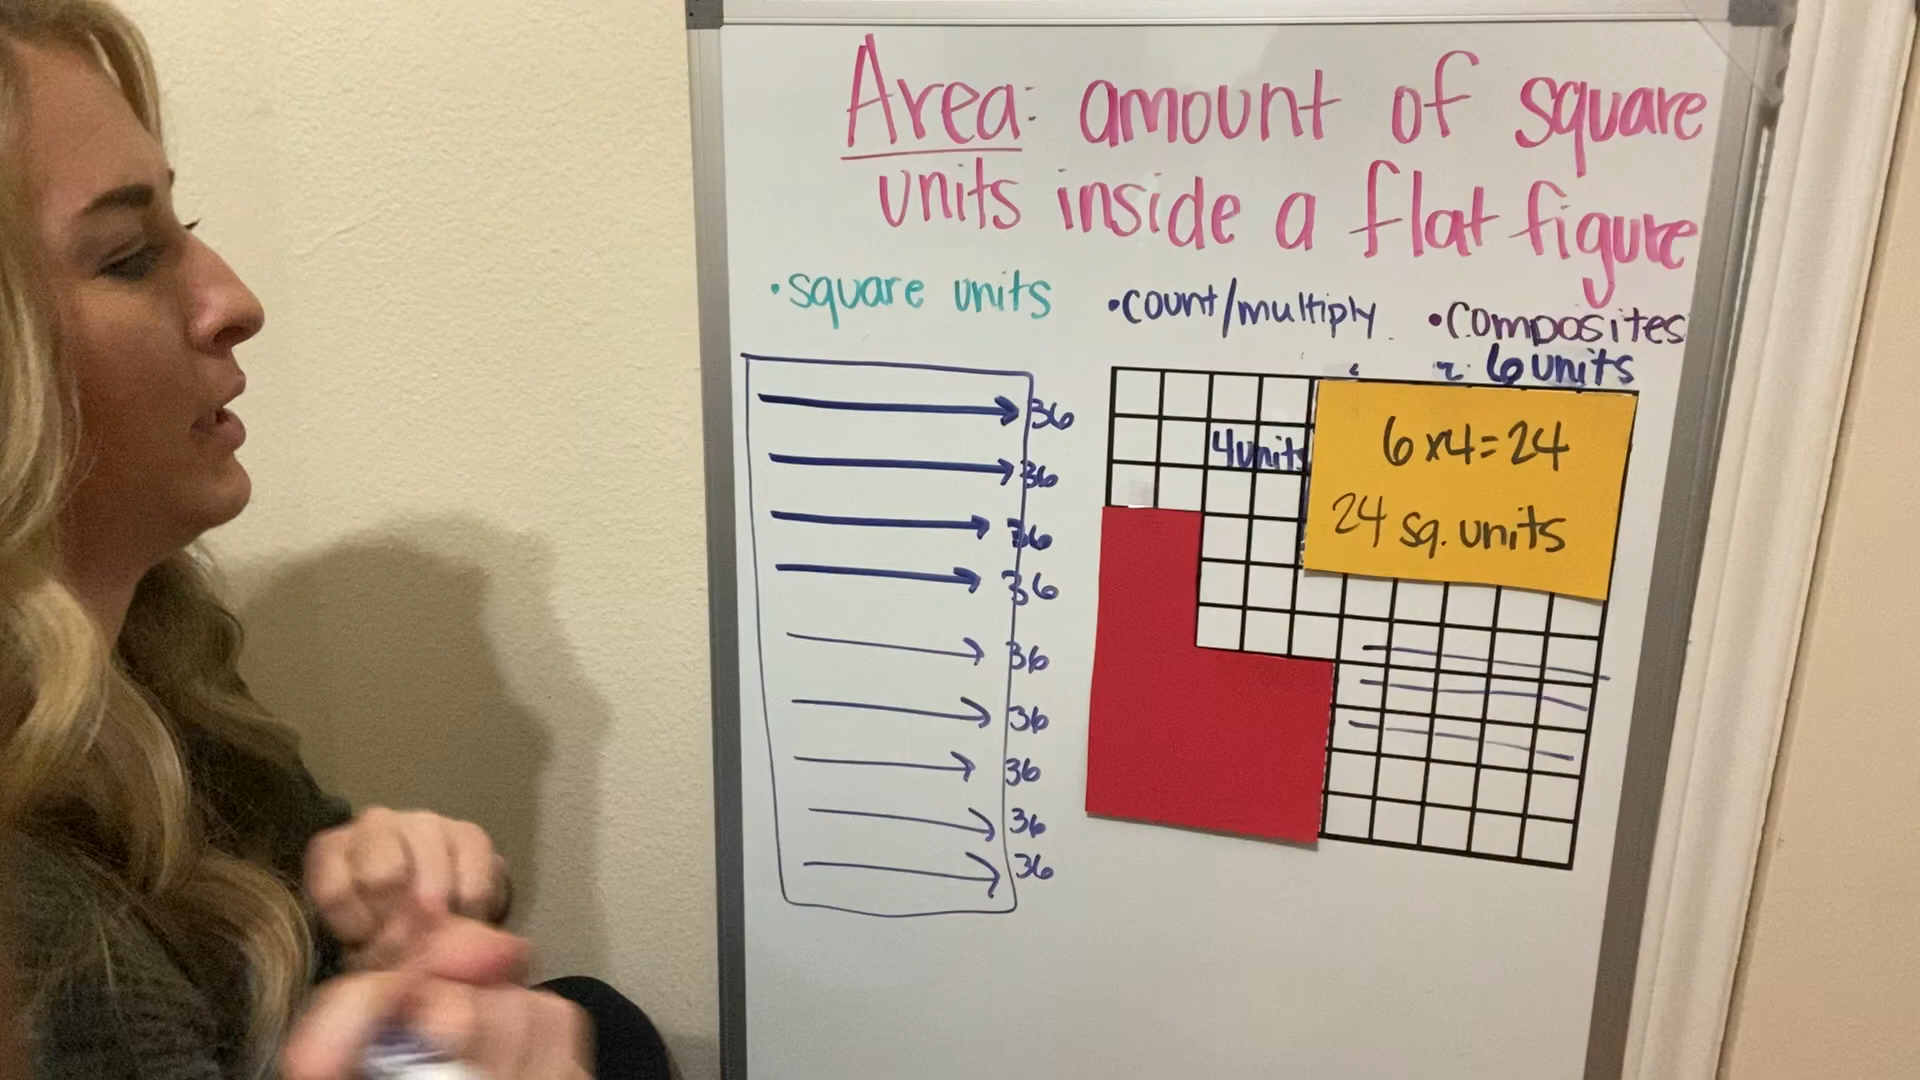 Area: amount of square
units inside a flat figure
•square units
•count/multiply
•composites
6 units
4 units
6x4=24
24 sq. units
36
36
36
36
36
36
36
36
36